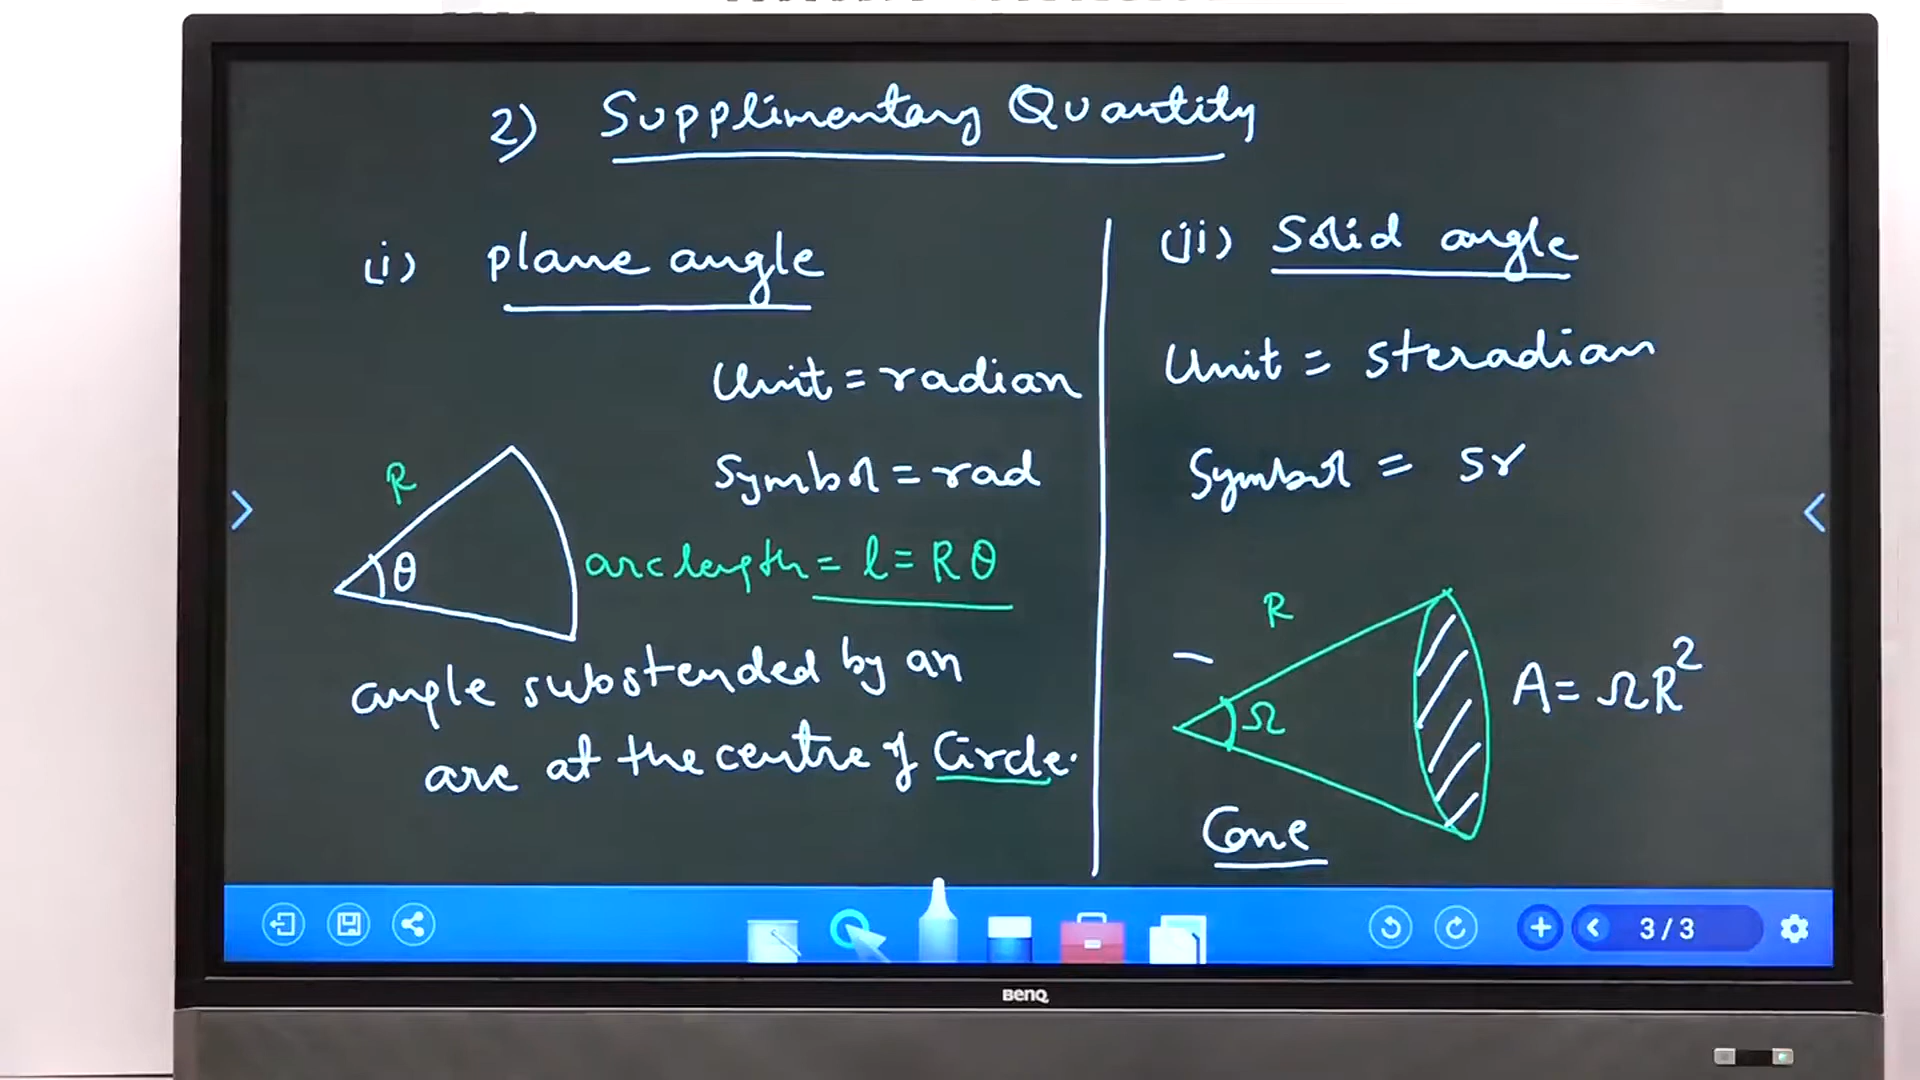 2) Supplimentary Quantity
(i) plane angle
Unit = radian
Symbol = rad
R
θ
arc length = l = Rθ
angle substended by an
arc at the centre of Circle.
(ii) Solid angle
Unit = steradian
Symbol = sr
R
Ω
A = ΩR²
Cone
3/3
BenQ